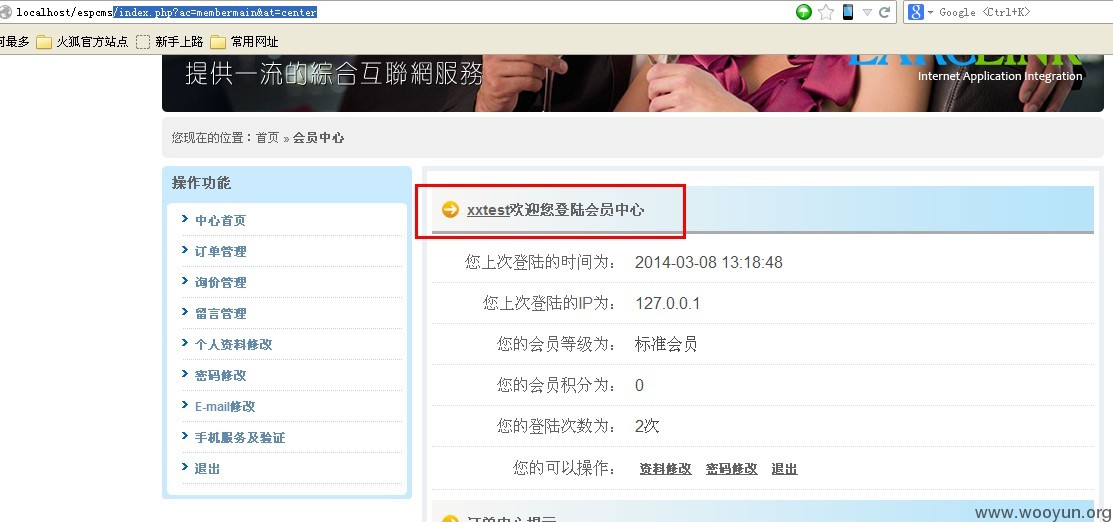 localhost/espcms/index.php?ac=membermain&at=center
Google <Ctrl+K>
最多 火狐官方站点 新手上路 常用网址
提供一流的綜合互聯網服務
Internet Application Integration
您现在的位置：首页 » 会员中心
操作功能
中心首页
订单管理
询价管理
留言管理
个人资料修改
密码修改
E-mail修改
手机服务及验证
退出
xxtest欢迎您登陆会员中心
您上次登陆的时间为： 2014-03-08 13:18:48
您上次登陆的IP为： 127.0.0.1
您的会员等级为： 标准会员
您的会员积分为： 0
您的登陆次数为： 2次
您的可以操作： 资料修改 密码修改 退出
www.wooyun.org